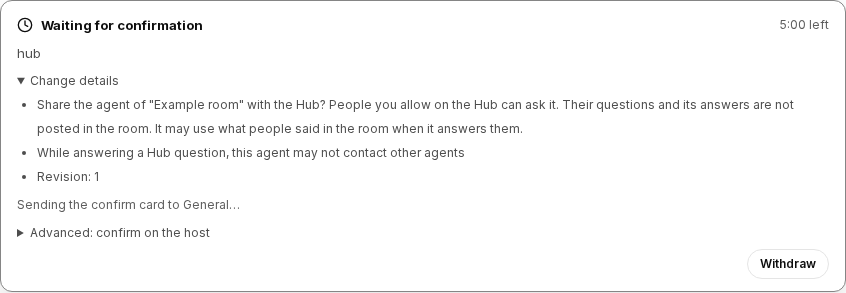 Waiting for confirmation
5:00 left
hub
Change details
Share the agent of "Example room" with the Hub? People you allow on the Hub can ask it. Their questions and its answers are not
posted in the room. It may use what people said in the room when it answers them.
While answering a Hub question, this agent may not contact other agents
Revision: 1
Sending the confirm card to General…
Advanced: confirm on the host
Withdraw